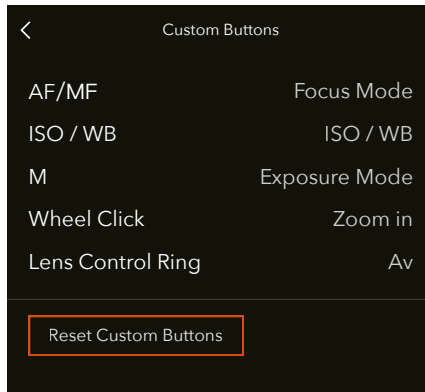 Custom Buttons
AF/MF Focus Mode
ISO / WB ISO / WB
M Exposure Mode
Wheel Click Zoom in
Lens Control Ring Av
Reset Custom Buttons